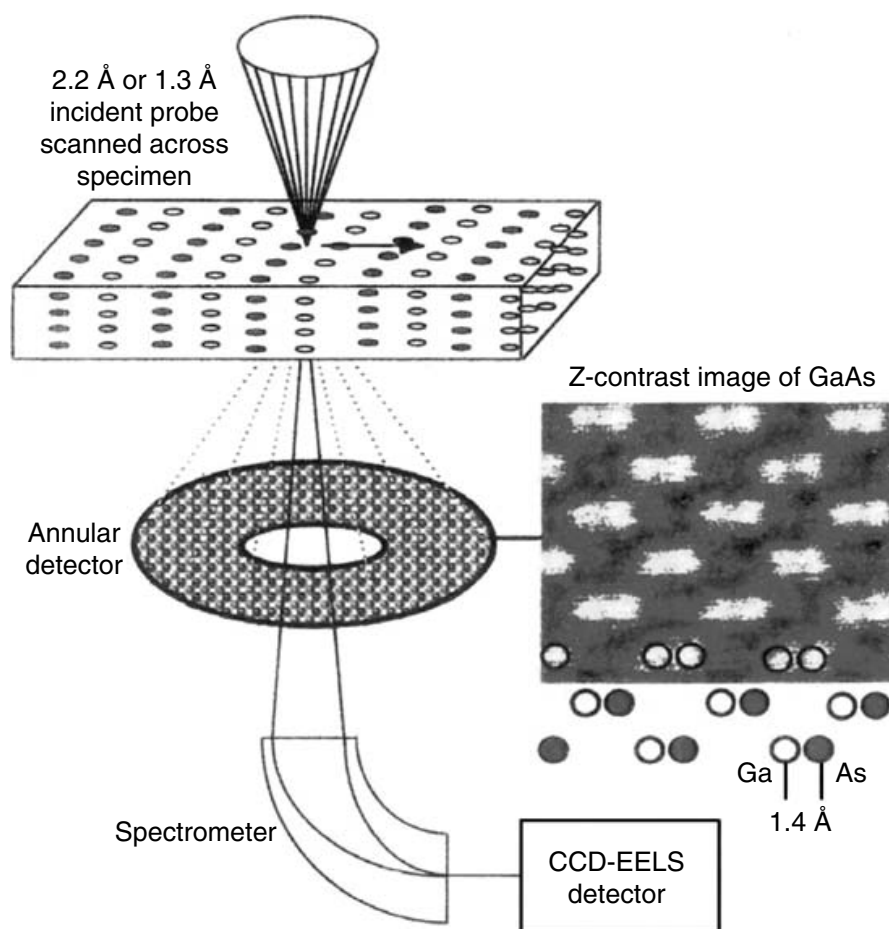 2.2 Å or 1.3 Å
incident probe
scanned across
specimen
Z-contrast image of GaAs
Annular
detector
Ga
As
1.4 Å
Spectrometer
CCD-EELS
detector